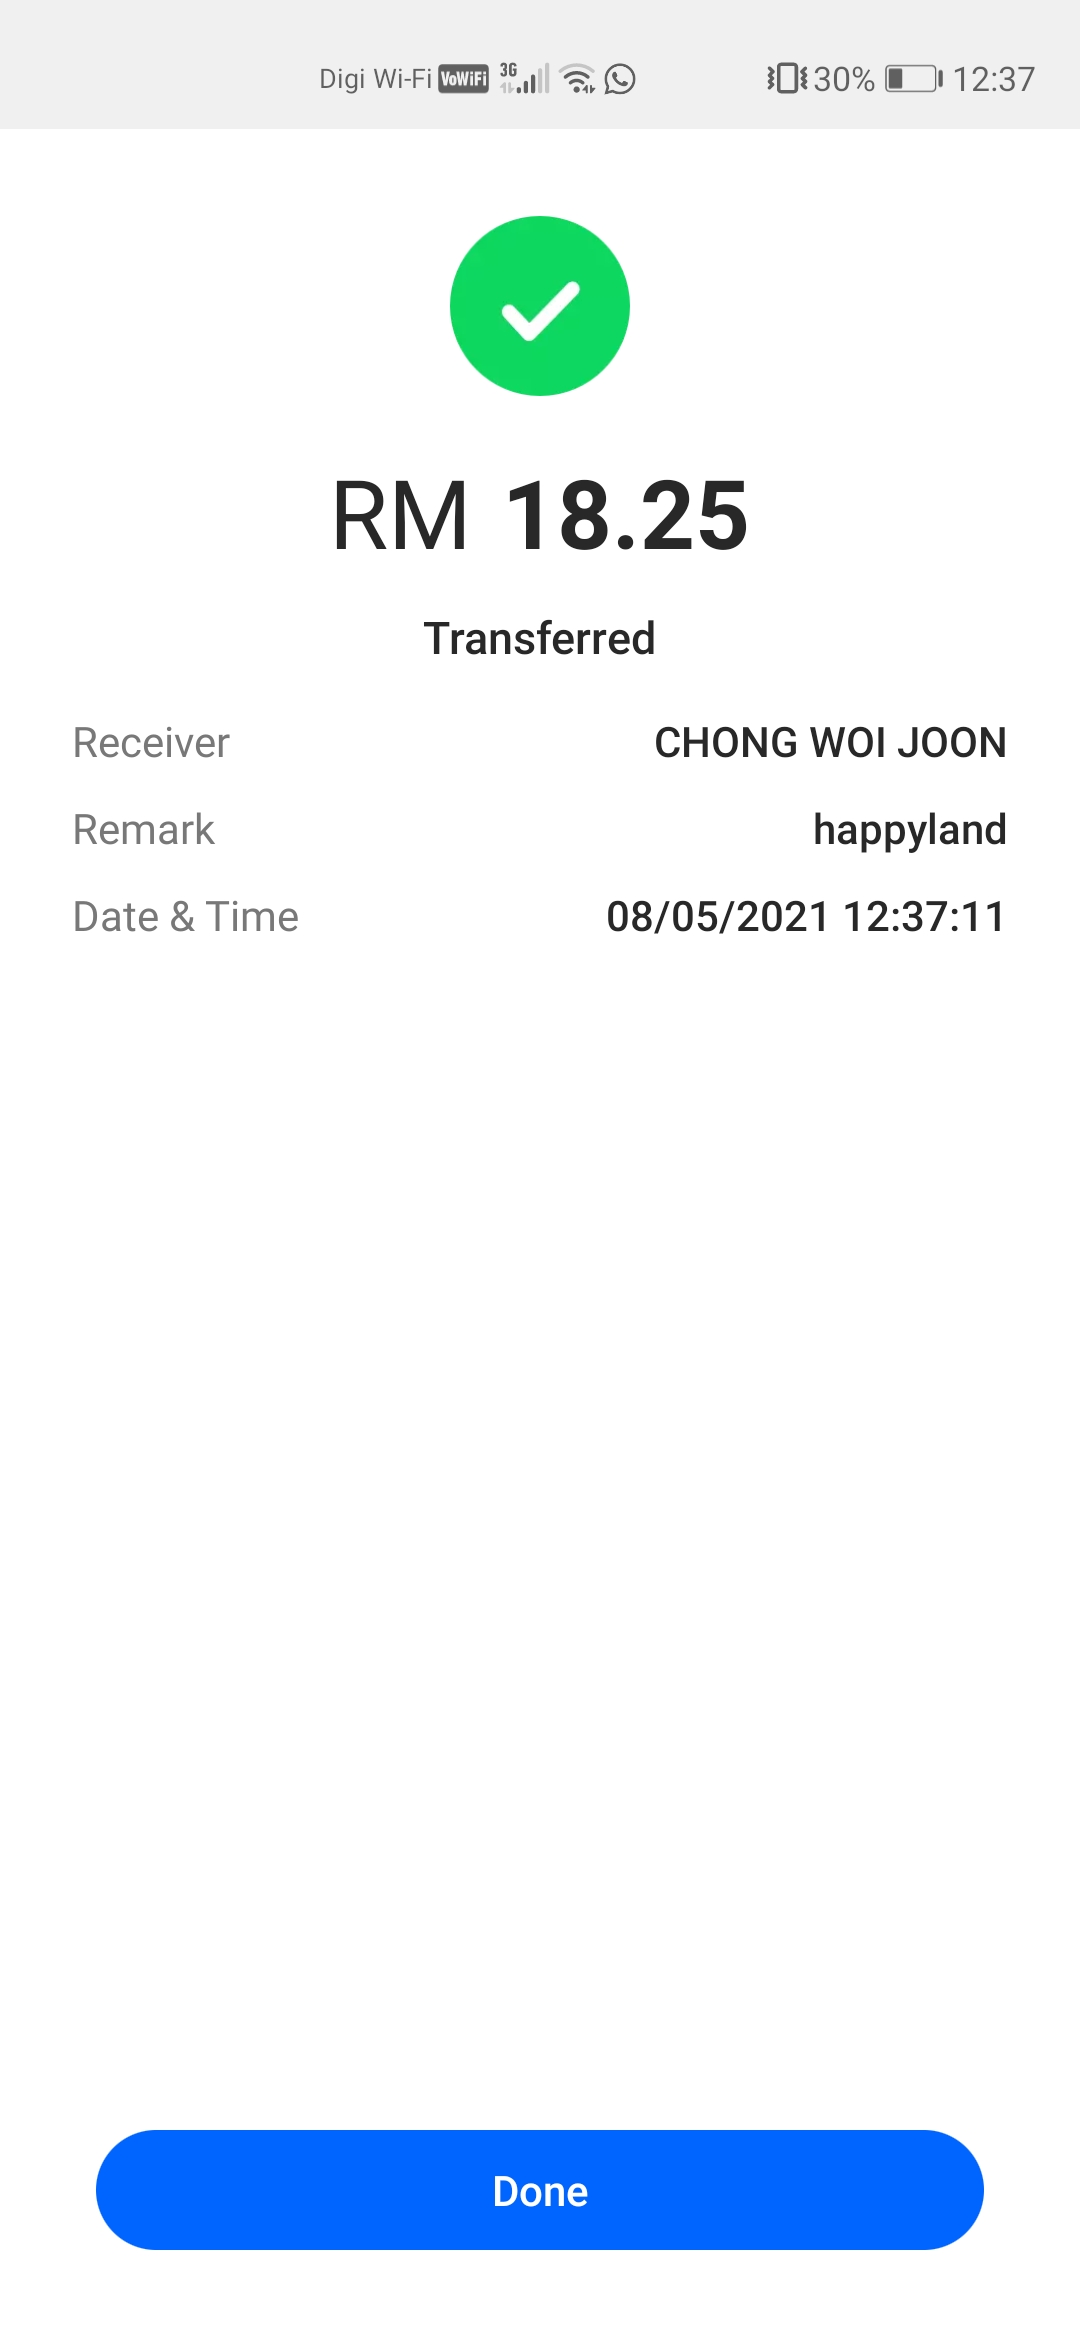 Digi Wi-Fi VoWiFi 3G 30% 12:37
RM 18.25
Transferred
Receiver CHONG WOI JOON
Remark happyland
Date & Time 08/05/2021 12:37:11
Done